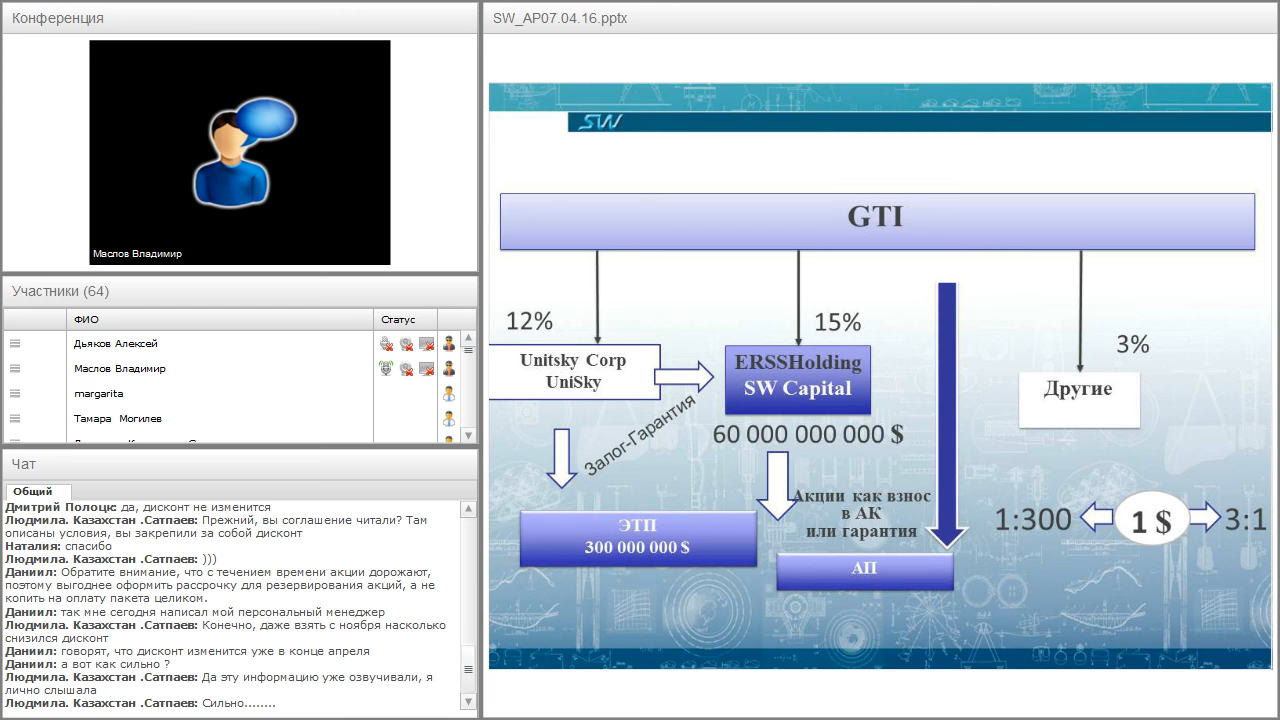 Конференция
Маслов Владимир
Участники (64)
ФИО
Статус
Дьяков Алексей
Маслов Владимир
margarita
Тамара Могилев
Чат
Общий
Дмитрий Полоцк: да, дисконт не изменится
Людмила. Казахстан .Сатпаев: Прежний, вы соглашение читали? Там
описаны условия, вы закрепили за собой дисконт
Наталия: спасибо
Людмила. Казахстан .Сатпаев: )))
Даниил: Обратите внимание, что с течением времени акции дорожают,
поэтому выгоднее оформить рассрочку для резервирования акций, а не
копить на оплату пакета целиком.
Даниил: так мне сегодня написал мой персональный менеджер
Людмила. Казахстан .Сатпаев: Конечно, даже взять с ноября насколько
снизился дисконт
Даниил: говорят, что дисконт изменится уже в конце апреля
Даниил: а вот как сильно ?
Людмила. Казахстан .Сатпаев: Да эту информацию уже озвучивали, я
лично слышала
Людмила. Казахстан .Сатпаев: Сильно........
SW_AP07.04.16.pptx
SW
GTI
12%
15%
3%
Unitsky Corp
UniSky
ERSSHolding
SW Capital
Другие
Залог-Гарантия
60 000 000 000 $
Акции как взнос
в АК
или гарантия
ЭТП
300 000 000 $
АП
1:300
1 $
3:1